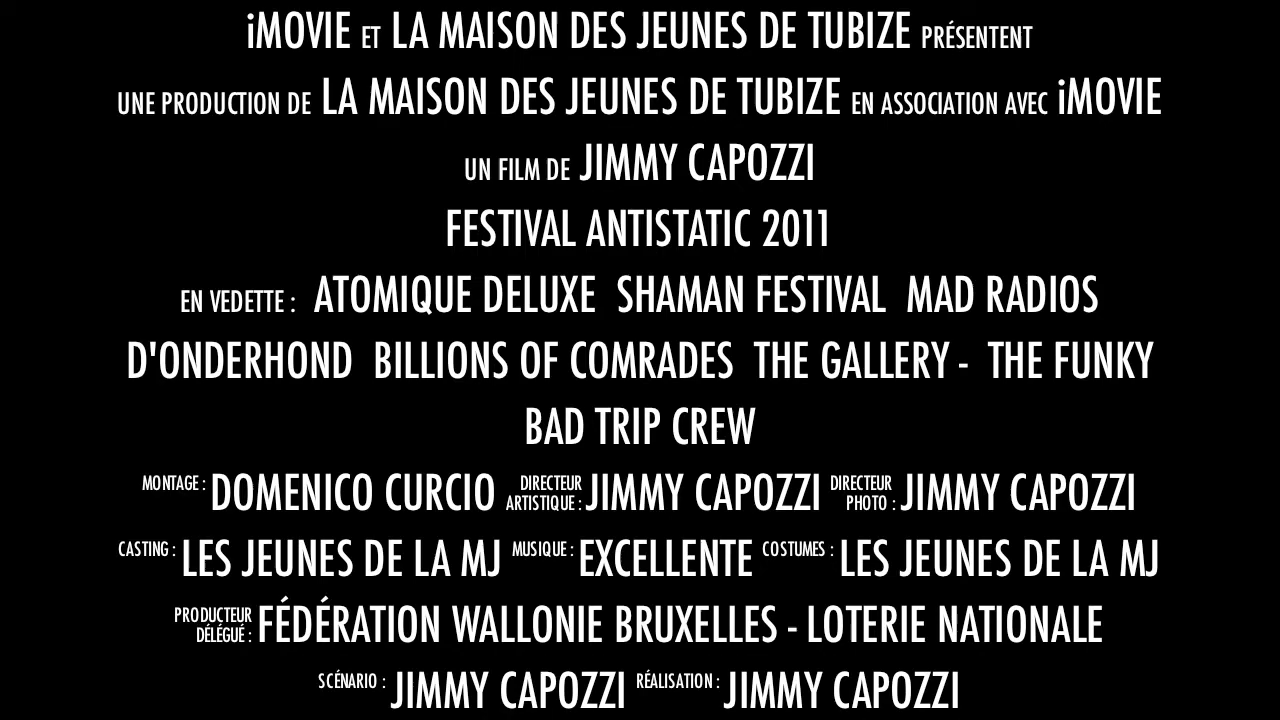 iMOVIE ET LA MAISON DES JEUNES DE TUBIZE PRÉSENTENT
UNE PRODUCTION DE LA MAISON DES JEUNES DE TUBIZE EN ASSOCIATION AVEC iMOVIE
UN FILM DE JIMMY CAPOZZI
FESTIVAL ANTISTATIC 2011
EN VEDETTE : ATOMIQUE DELUXE SHAMAN FESTIVAL MAD RADIOS
D'ONDERHOND BILLIONS OF COMRADES THE GALLERY - THE FUNKY
BAD TRIP CREW
MONTAGE : DOMENICO CURCIO DIRECTEUR ARTISTIQUE : JIMMY CAPOZZI DIRECTEUR PHOTO : JIMMY CAPOZZI
CASTING : LES JEUNES DE LA MJ MUSIQUE : EXCELLENTE COSTUMES : LES JEUNES DE LA MJ
PRODUCTEUR DÉLÉGUÉ : FÉDÉRATION WALLONIE BRUXELLES - LOTERIE NATIONALE
SCÉNARIO : JIMMY CAPOZZI RÉALISATION : JIMMY CAPOZZI